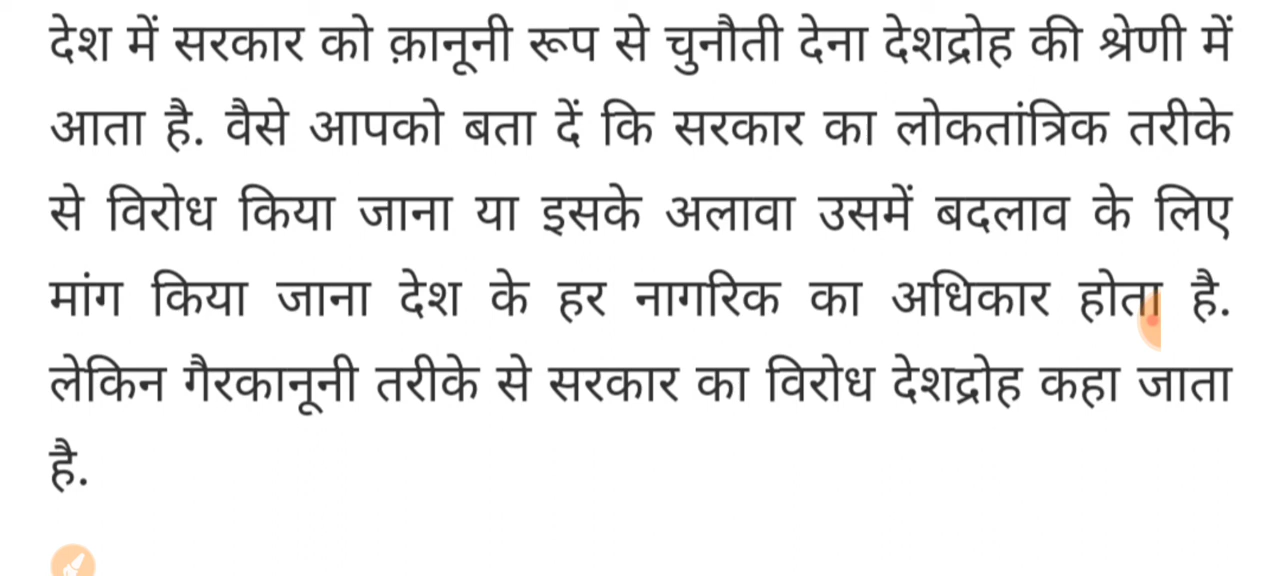 देश में सरकार को क़ानूनी रूप से चुनौती देना देशद्रोह की श्रेणी में
आता है. वैसे आपको बता दें कि सरकार का लोकतांत्रिक तरीके
से विरोध किया जाना या इसके अलावा उसमें बदलाव के लिए
मांग किया जाना देश के हर नागरिक का अधिकार होता है.
लेकिन गैरकानूनी तरीके से सरकार का विरोध देशद्रोह कहा जाता
है.